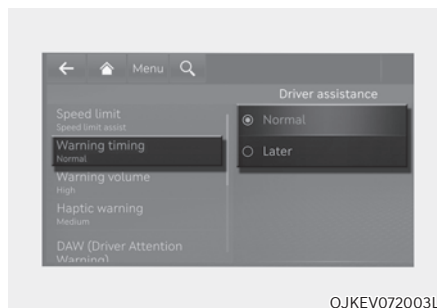 Menu
Driver assistance
Speed limit
Speed limit assist
Warning timing
Normal
Warning volume
High
Haptic warning
Medium
DAW (Driver Attention
Warning)
Normal
Later
OJKEV072003L